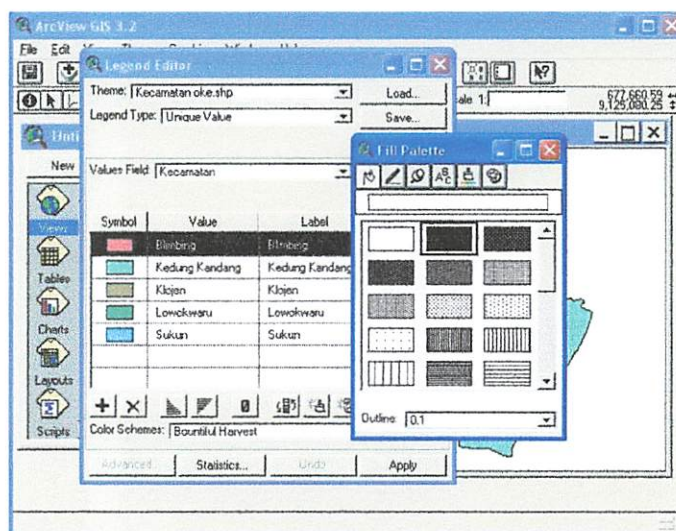 ArcView GIS 3.2
File Edit
Legend Editor
Theme: Kecamatan oke.shp
Load...
Legend Type: Unique Value
Save...
cale 1:
677,660.59
9,125,080.25
New
Values Field: Kecamatan
Fill Palette
Symbol Value Label
Blimbing Blimbing
Kedung Kandang Kedung Kandang
Klojen Klojen
Lowokwaru Lowokwaru
Sukun Sukun
Views
Tables
Charts
Layouts
Scripts
Color Schemes: Bountiful Harvest
Outline: 0.1
Advanced... Statistics... Undo Apply